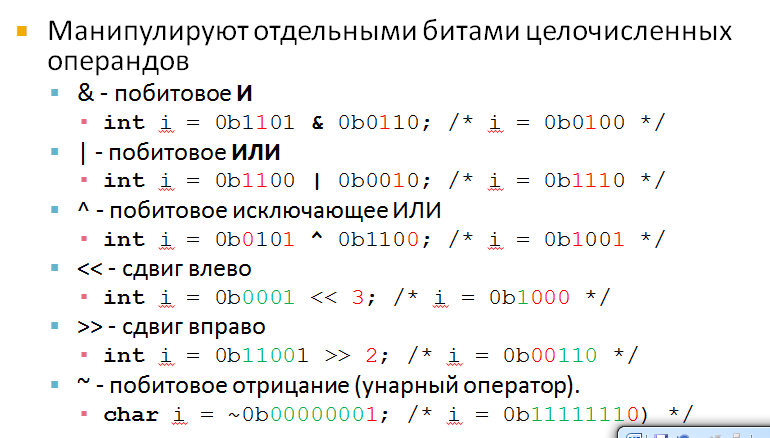 Манипулируют отдельными битами целочисленных
операндов
& - побитовое И
int i = 0b1101 & 0b0110; /* i = 0b0100 */
| - побитовое ИЛИ
int i = 0b1100 | 0b0010; /* i = 0b1110 */
^ - побитовое исключающее ИЛИ
int i = 0b0101 ^ 0b1100; /* i = 0b1001 */
<< - сдвиг влево
int i = 0b0001 << 3; /* i = 0b1000 */
>> - сдвиг вправо
int i = 0b11001 >> 2; /* i = 0b00110 */
~ - побитовое отрицание (унарный оператор).
char i = ~0b00000001; /* i = 0b11111110) */